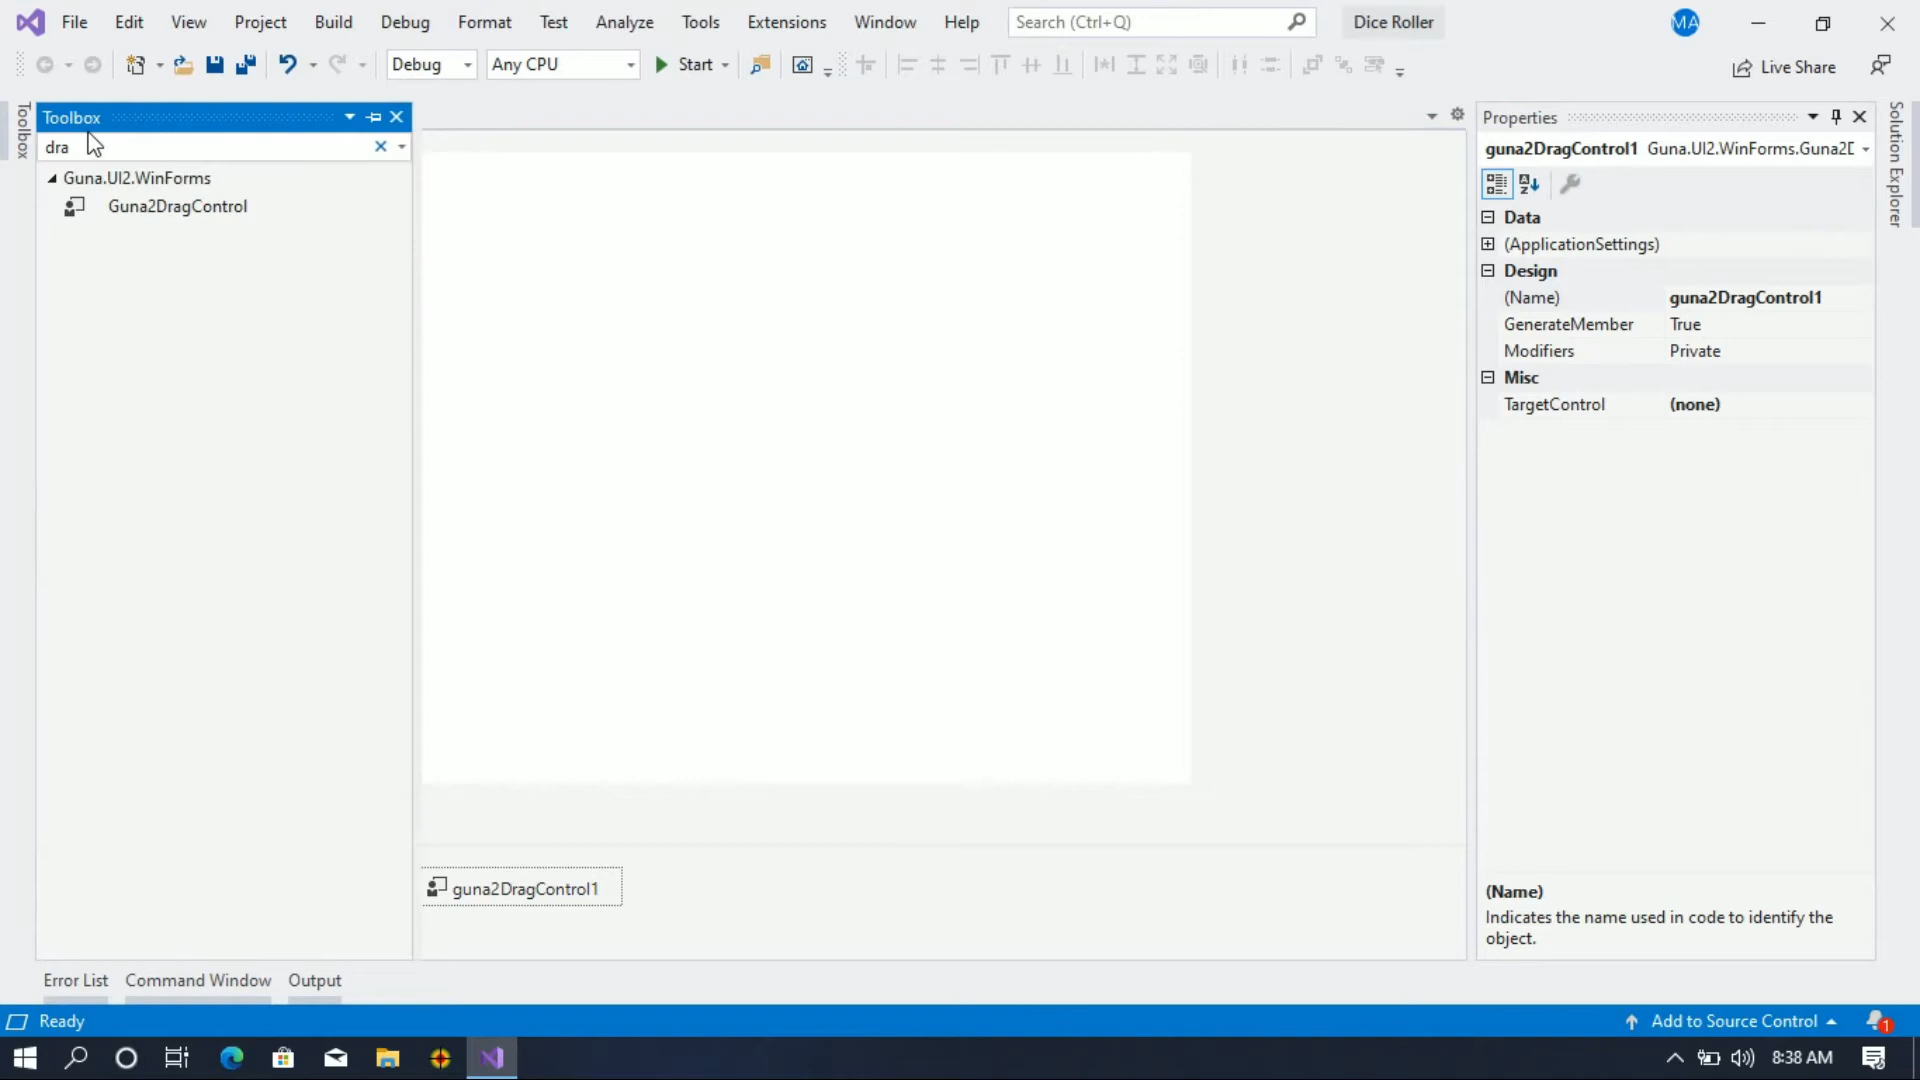 File Edit View Project Build Debug Format Test Analyze Tools Extensions Window Help Search (Ctrl+Q) Dice Roller MA
Debug Any CPU Start Live Share
Toolbox
Toolbox
dra
Guna.UI2.WinForms
Guna2DragControl
guna2DragControl1
Properties
guna2DragControl1 Guna.UI2.WinForms.Guna2D
Data
(ApplicationSettings)
Design
(Name) guna2DragControl1
GenerateMember True
Modifiers Private
Misc
TargetControl (none)
(Name)
Indicates the name used in code to identify the
object.
Solution Explorer
Error List Command Window Output
Ready Add to Source Control 1
8:38 AM